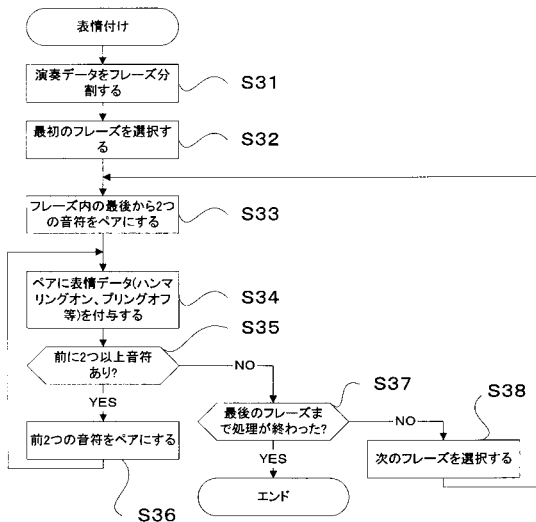 表情付け
演奏データをフレーズ分
割する
S31
最初のフレーズを選択す
る
S32
フレーズ内の最後から2つ
の音符をペアにする
S33
ペアに表情データ(ハンマ
リングオン、プリングオフ
等)を付与する
S34
S35
前に2つ以上音符
あり?
NO
YES
前2つの音符をペアにする
S36
S37
最後のフレーズま
で処理が終わった?
NO
YES
エンド
S38
次のフレーズを選択する